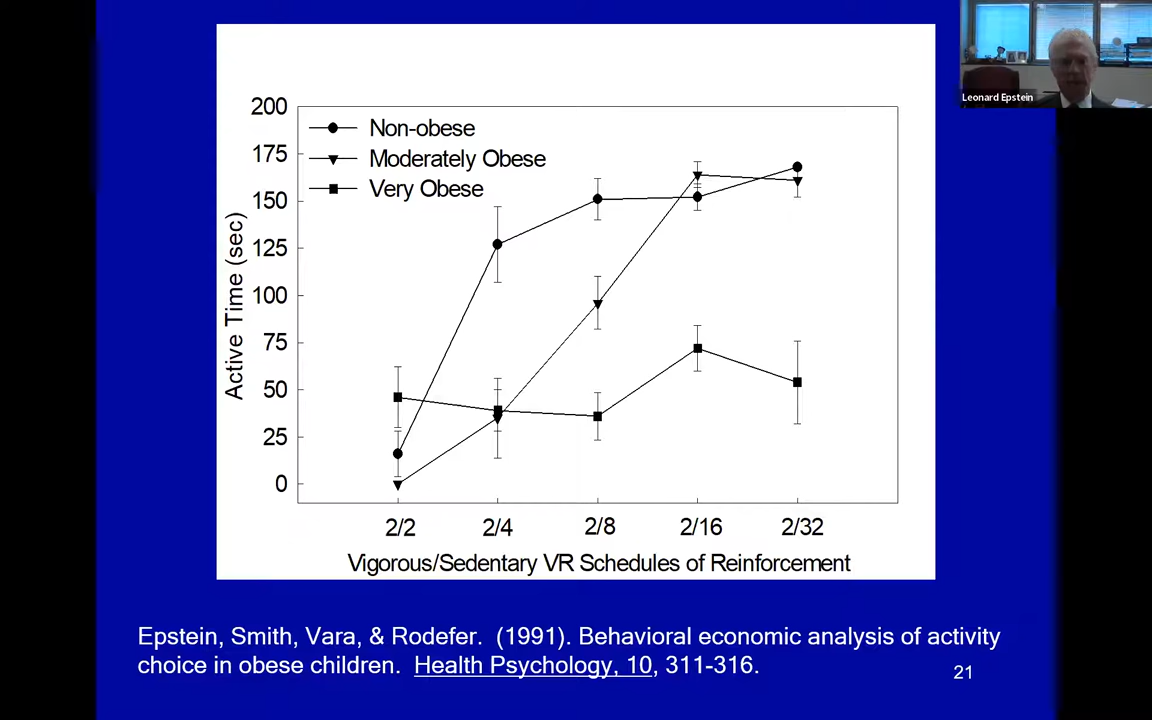 Leonard Epstein
200
175
150
125
100
75
50
25
0
Active Time (sec)
Non-obese
Moderately Obese
Very Obese
2/2 2/4 2/8 2/16 2/32
Vigorous/Sedentary VR Schedules of Reinforcement
Epstein, Smith, Vara, & Rodefer. (1991). Behavioral economic analysis of activity
choice in obese children. Health Psychology, 10, 311-316.
21